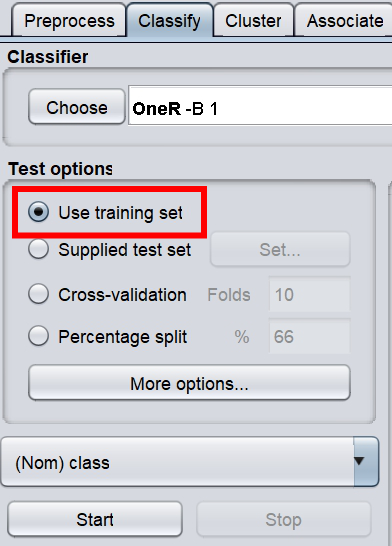 Preprocess Classify Cluster Associate
Classifier
Choose OneR -B 1
Test options
Use training set
Supplied test set Set...
Cross-validation Folds 10
Percentage split % 66
More options...
(Nom) class
Start Stop